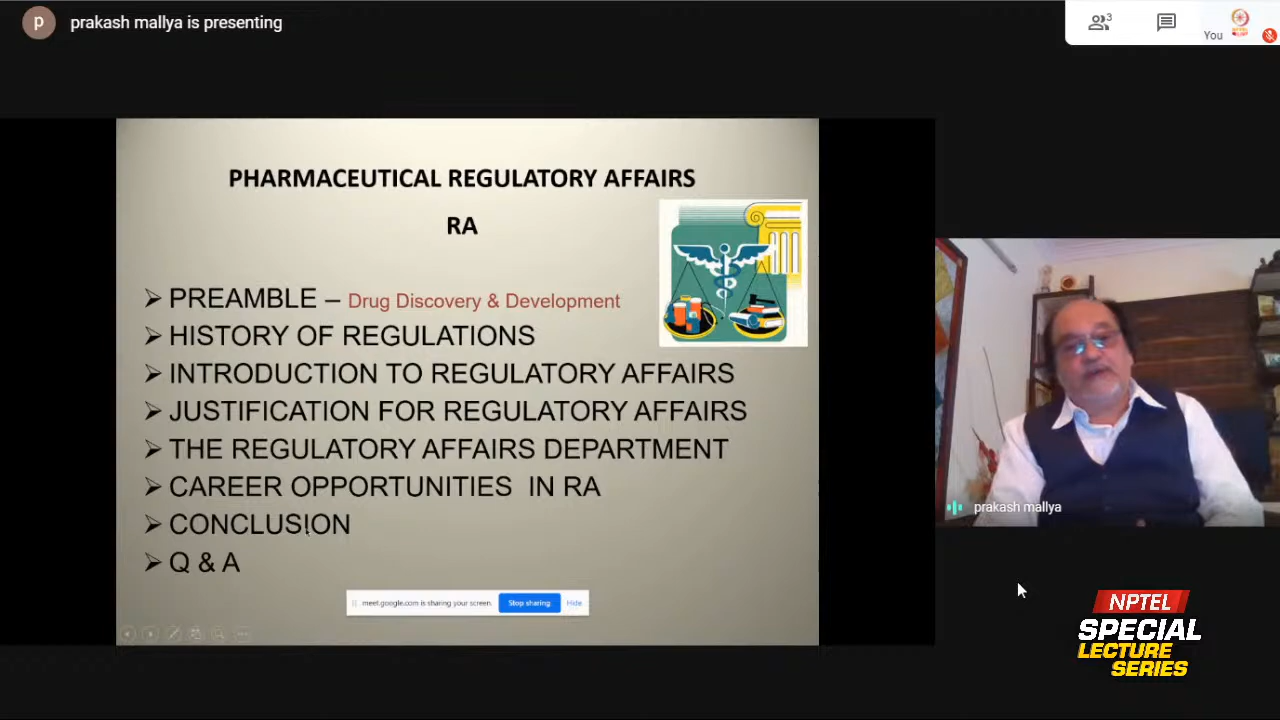 p
prakash mallya is presenting
3
You
PHARMACEUTICAL REGULATORY AFFAIRS
RA
PREAMBLE – Drug Discovery & Development
HISTORY OF REGULATIONS
INTRODUCTION TO REGULATORY AFFAIRS
JUSTIFICATION FOR REGULATORY AFFAIRS
THE REGULATORY AFFAIRS DEPARTMENT
CAREER OPPORTUNITIES IN RA
CONCLUSION
Q & A
meet.google.com is sharing your screen.
Stop sharing
Hide
prakash mallya
NPTEL
SPECIAL
LECTURE
SERIES